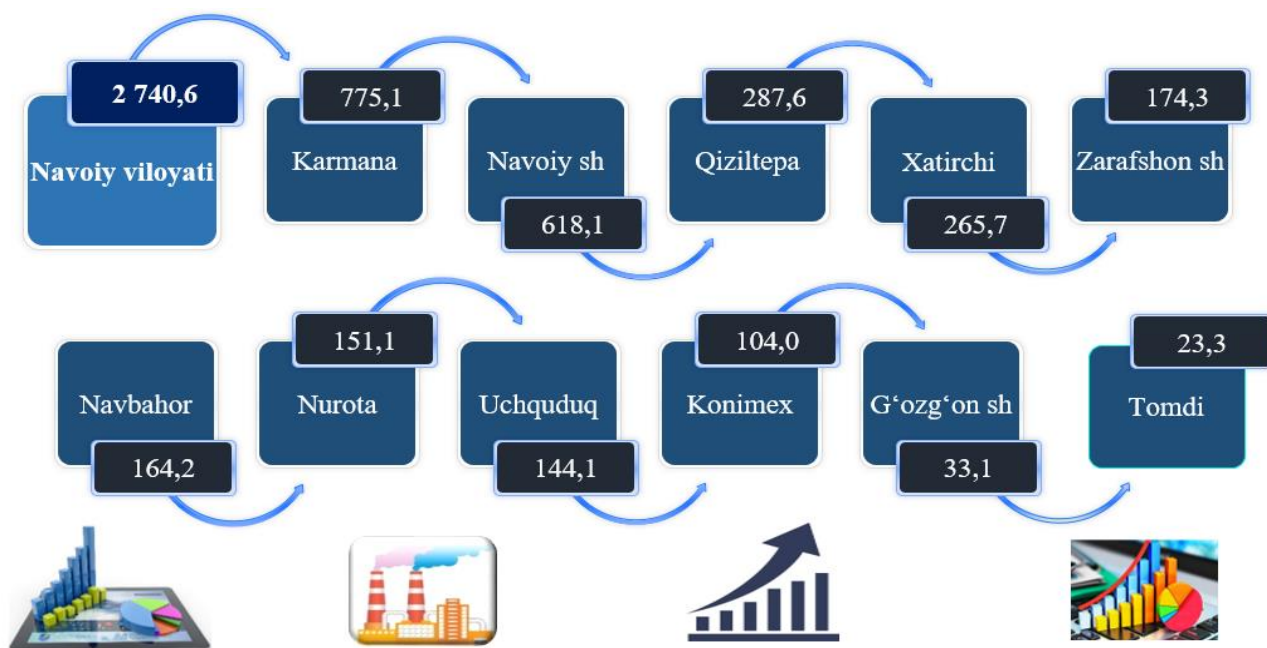 2 740,6
Navoiy viloyati
775,1
Karmana
Navoiy sh
618,1
287,6
Qiziltepa
Xatirchi
265,7
174,3
Zarafshon sh
Navbahor
164,2
151,1
Nurota
Uchquduq
144,1
104,0
Konimex
G‘ozg‘on sh
33,1
23,3
Tomdi